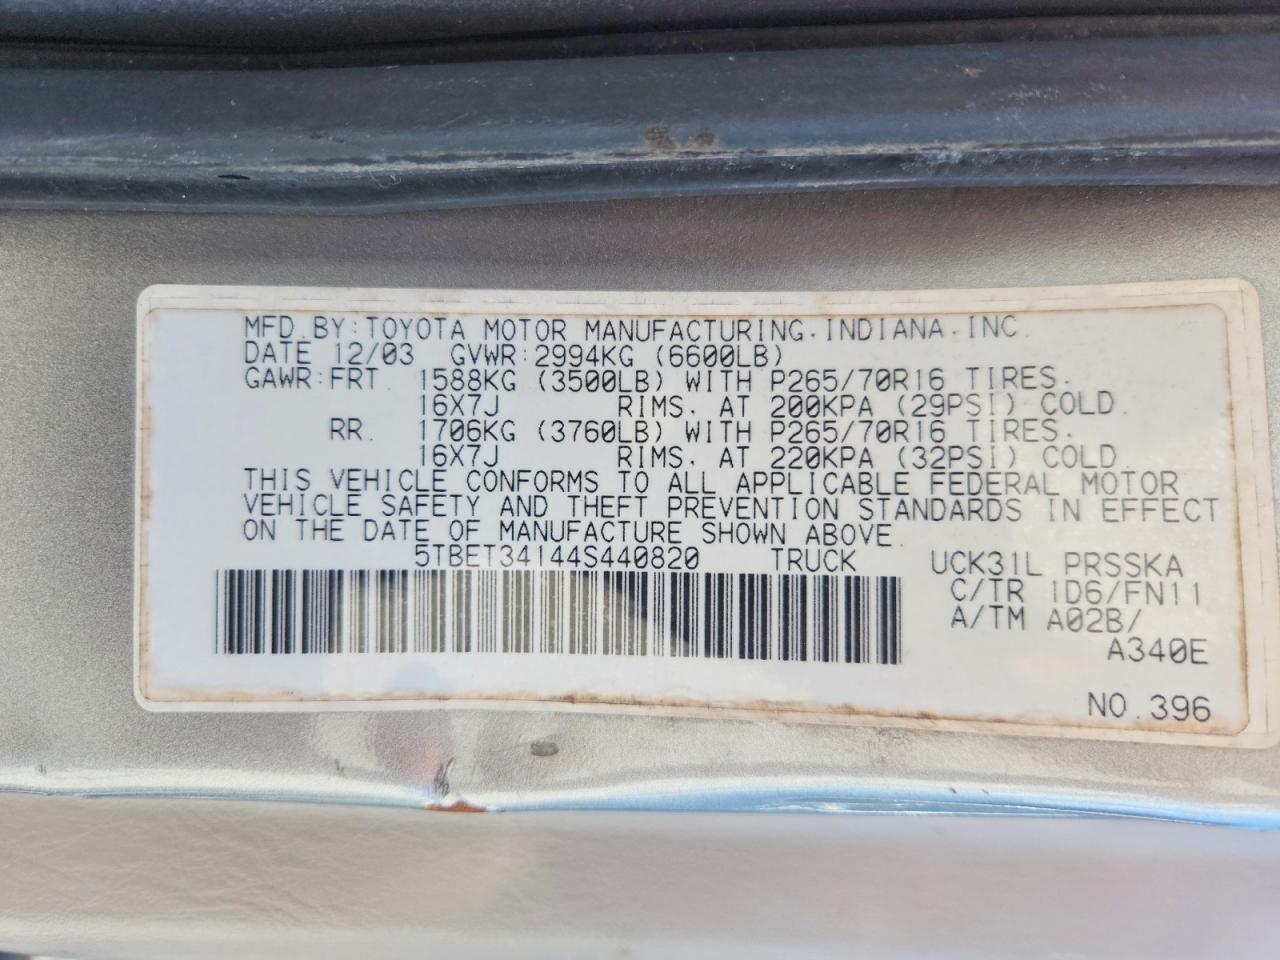 MFD.BY:TOYOTA MOTOR MANUFACTURING.INDIANA.INC.
DATE 12/03 GVWR:2994KG (6600LB)
GAWR:FRT. 1588KG (3500LB) WITH P265/70R16 TIRES.
16X7J RIMS. AT 200KPA (29PSI) COLD.
RR. 1706KG (3760LB) WITH P265/70R16 TIRES.
16X7J RIMS. AT 220KPA (32PSI) COLD.
THIS VEHICLE CONFORMS TO ALL APPLICABLE FEDERAL MOTOR
VEHICLE SAFETY AND THEFT PREVENTION STANDARDS IN EFFECT
ON THE DATE OF MANUFACTURE SHOWN ABOVE.
5TBET34144S440820 TRUCK UCK31L PRSSKA
C/TR 1D6/FN11
A/TM A02B/
A340E
NO.396